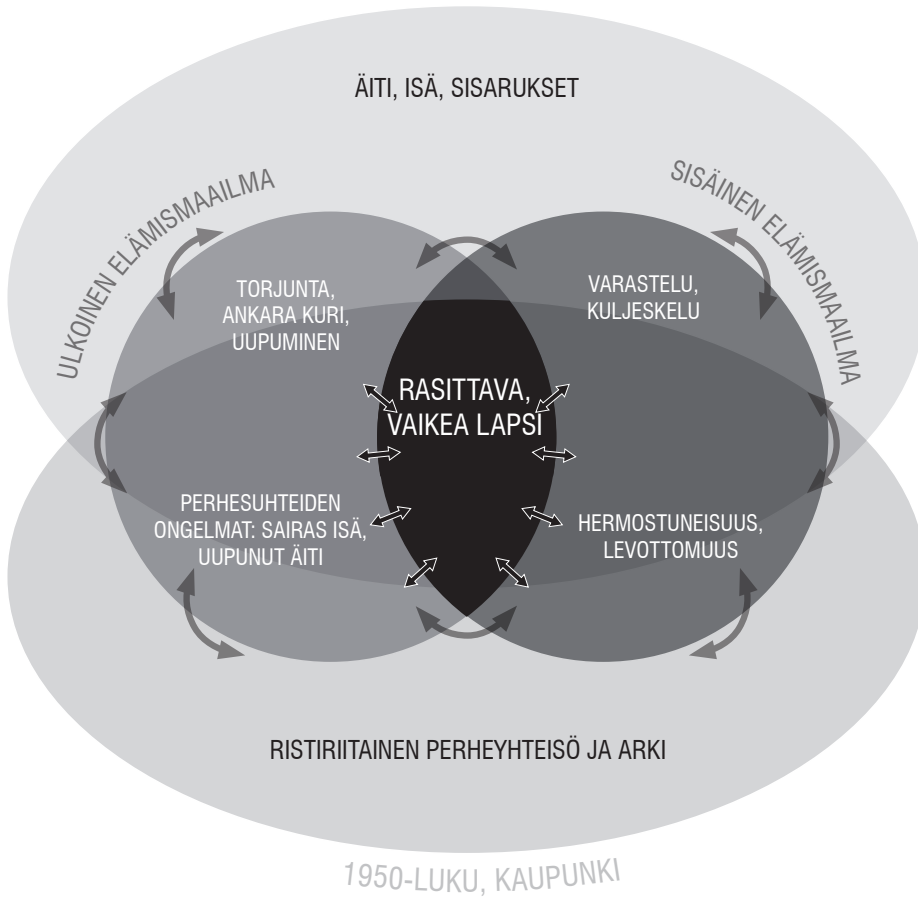 ÄITI, ISÄ, SISARUKSET
ULKOINEN ELÄMISMAAILMA
SISÄINEN ELÄMISMAAILMA
TORJUNTA,
ANKARA KURI,
UUPUMINEN
VARASTELU,
KULJESKELU
RASITTAVA,
VAIKEA LAPSI
PERHESUHTEIDEN
ONGELMAT: SAIRAS ISÄ,
UUPUNUT ÄITI
HERMOSTUNEISUUS,
LEVOTTOMUUS
RISTIRIITAINEN PERHEYHTEISÖ JA ARKI
1950-LUKU, KAUPUNKI